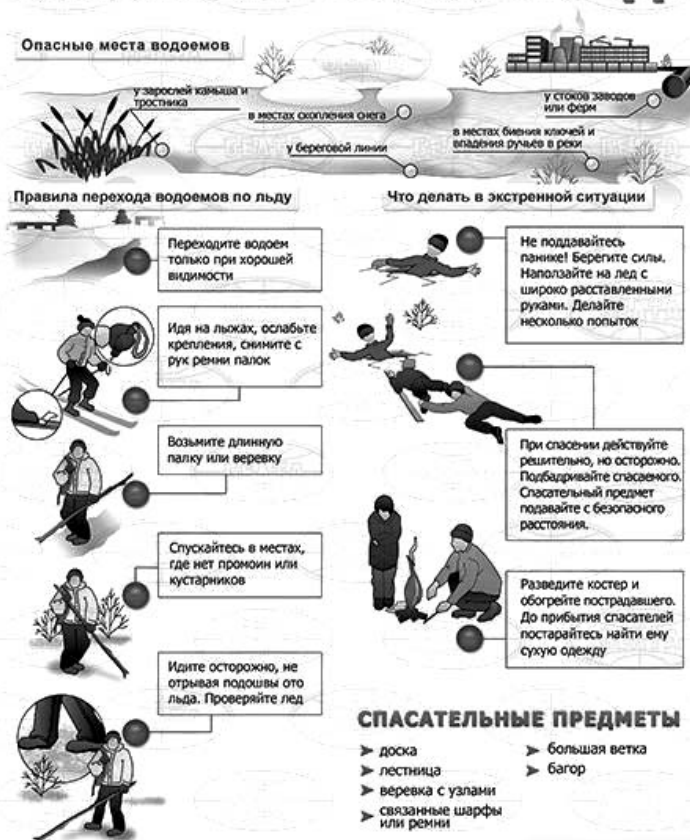 Опасные места водоемов
у зарослей камыша и
тростника
в местах скопления снега
у береговой линии
у стоков заводов
или ферм
в местах биения ключей и
впадения ручьёв в реки
Правила перехода водоемов по льду
Переходите водоем
только при хорошей
видимости
Идя на лыжах, ослабьте
крепления, снимите с
рук ремни палок
Возьмите длинную
палку или веревку
Спускайтесь в местах,
где нет промоин или
кустарников
Идите осторожно, не
отрывая подошвы ото
льда. Проверяйте лед
Что делать в экстренной ситуации
Не поддавайтесь
панике! Берегите силы.
Наползайте на лед с
широко расставленными
руками. Делайте
несколько попыток
При спасении действуйте
решительно, но осторожно.
Подбадривайте спасаемого.
Спасательный предмет
подавайте с безопасного
расстояния.
Разведите костер и
обогрейте пострадавшего.
До прибытия спасателей
постарайтесь найти ему
сухую одежду
СПАСАТЕЛЬНЫЕ ПРЕДМЕТЫ
➤ доска
➤ лестница
➤ веревка с узлами
➤ связанные шарфы
или ремни
➤ большая ветка
➤ багор